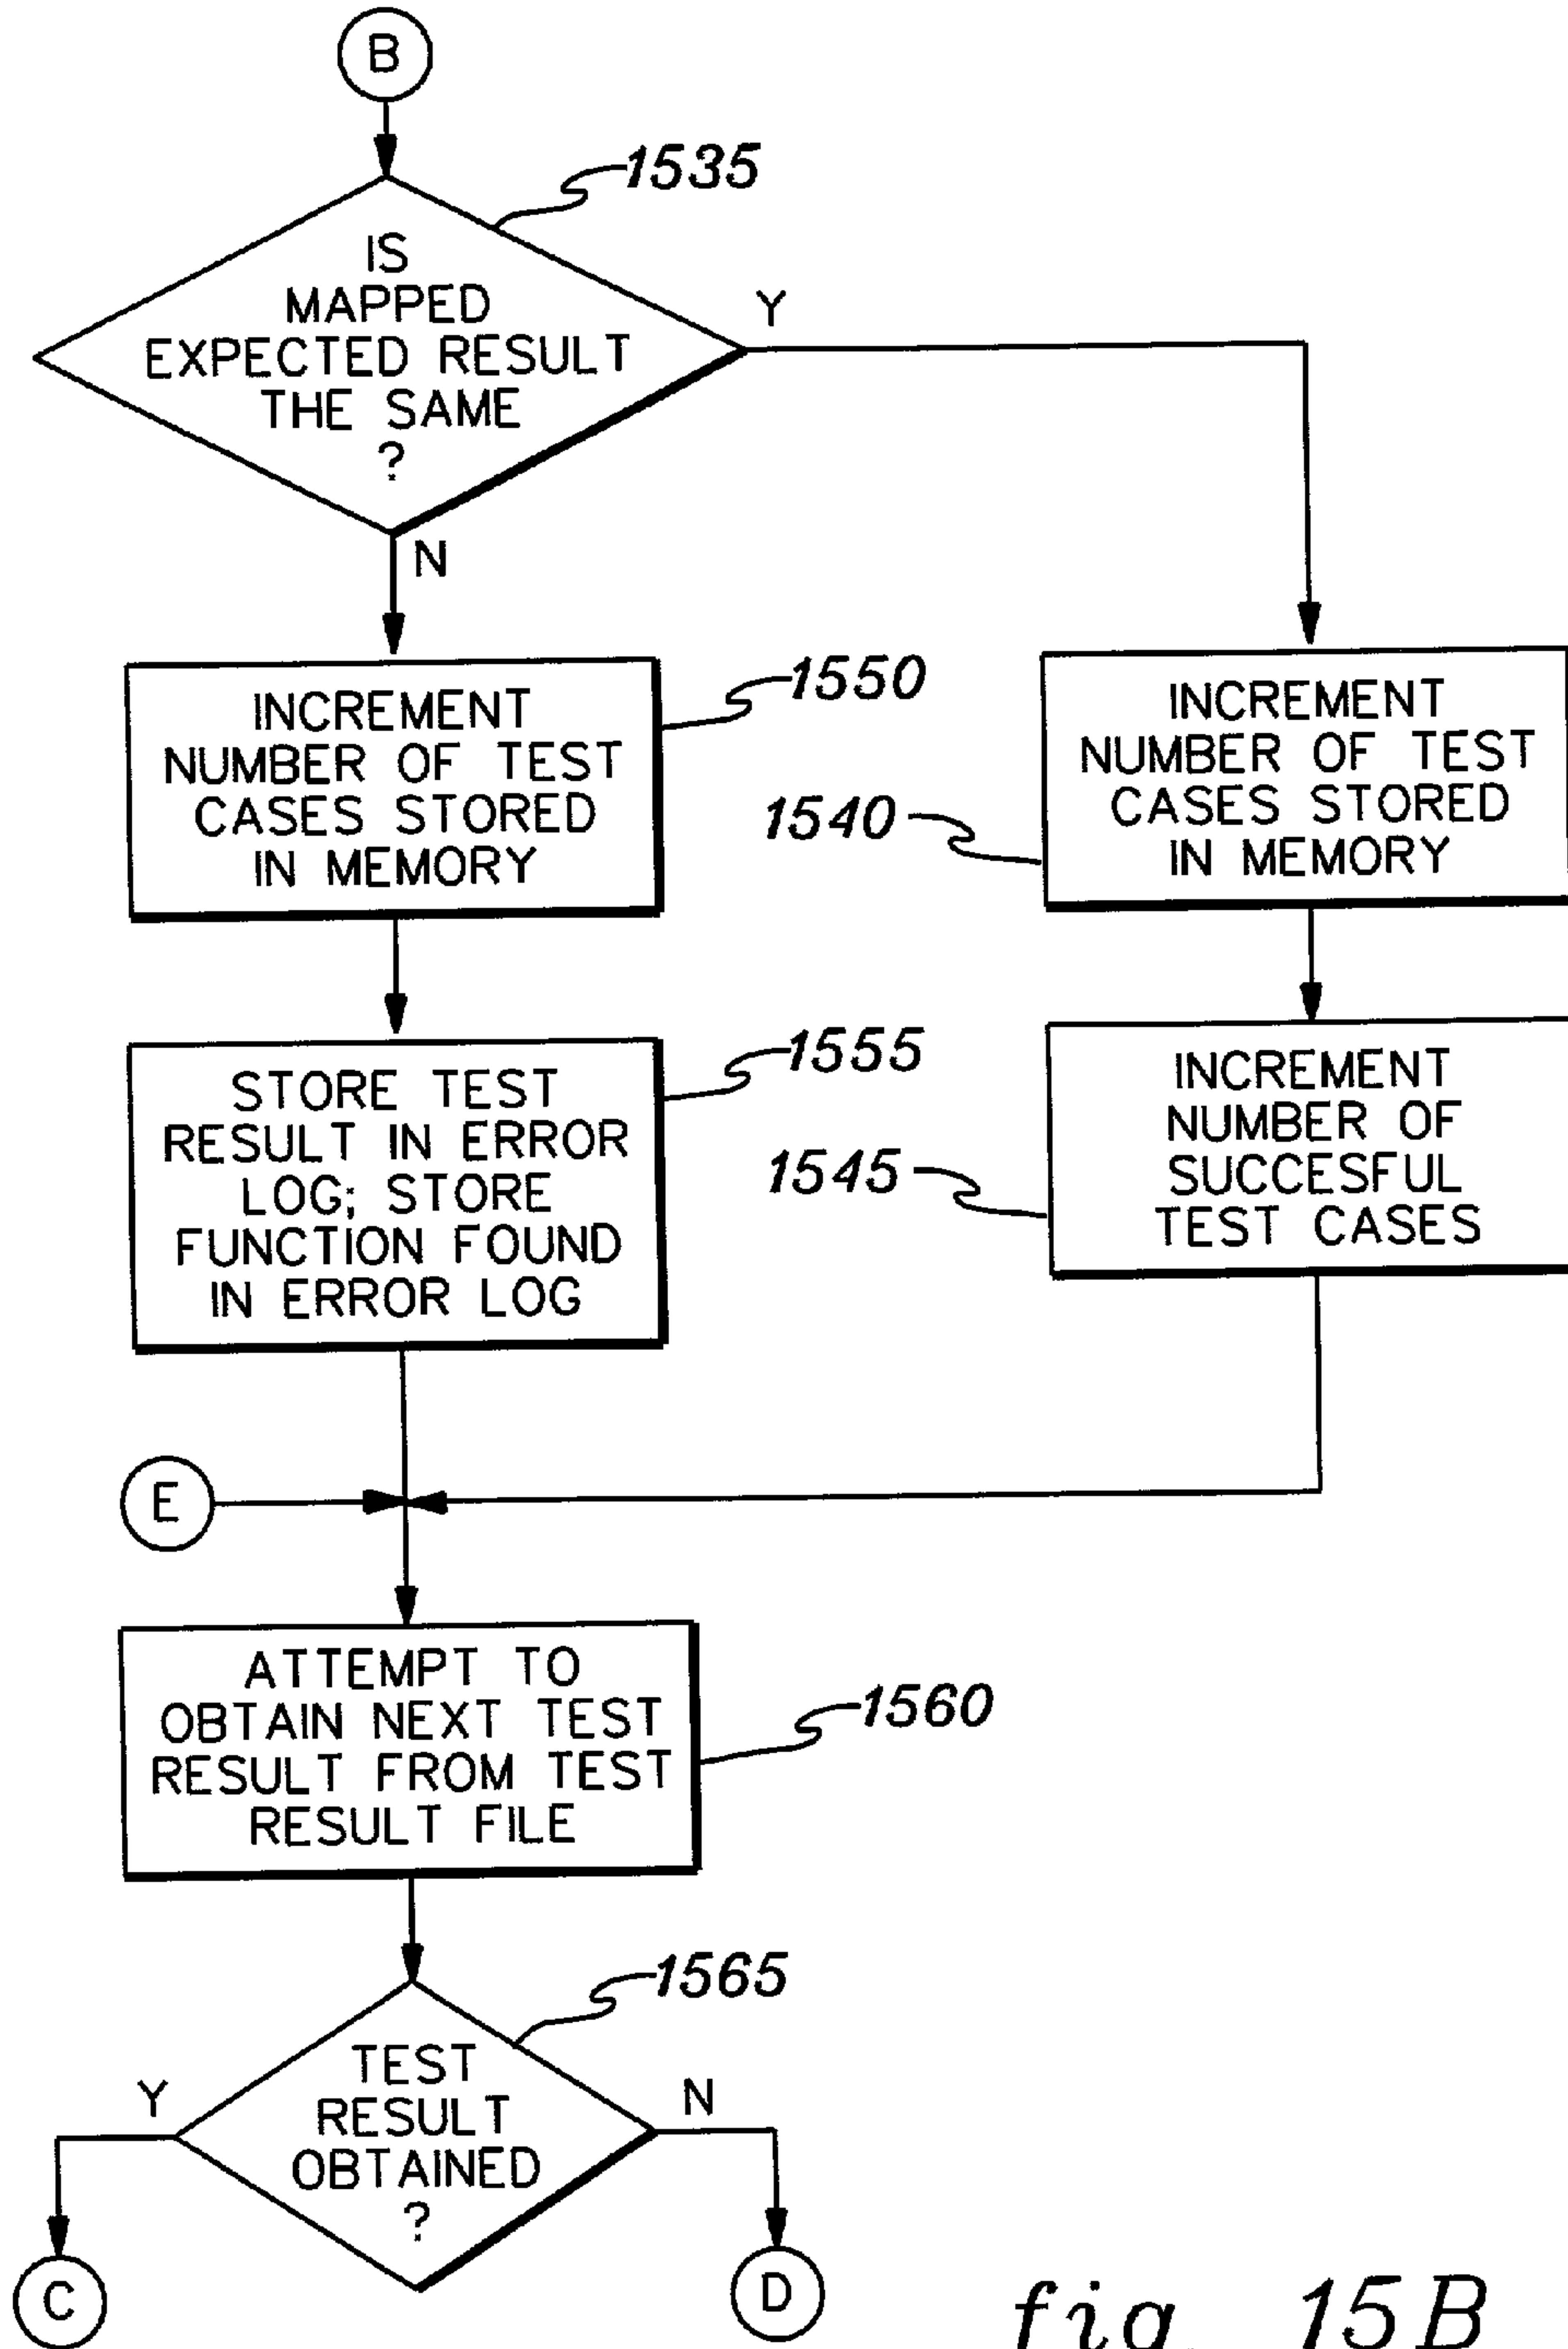 B
1535
IS
MAPPED
EXPECTED RESULT
THE SAME
?
Y
N
1550
INCREMENT
NUMBER OF TEST
CASES STORED
IN MEMORY
1540
INCREMENT
NUMBER OF TEST
CASES STORED
IN MEMORY
1555
STORE TEST
RESULT IN ERROR
LOG; STORE
FUNCTION FOUND
IN ERROR LOG
1545
INCREMENT
NUMBER OF
SUCCESFUL
TEST CASES
E
ATTEMPT TO
OBTAIN NEXT TEST
RESULT FROM TEST
RESULT FILE
1560
1565
TEST
RESULT
OBTAINED
?
Y
N
C
D
fig. 15B